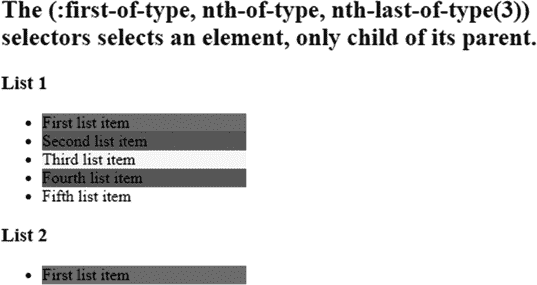 The (:first-of-type, nth-of-type, nth-last-of-type(3))
selectors selects an element, only child of its parent.
List 1
• First list item
• Second list item
• Third list item
• Fourth list item
• Fifth list item
List 2
• First list item